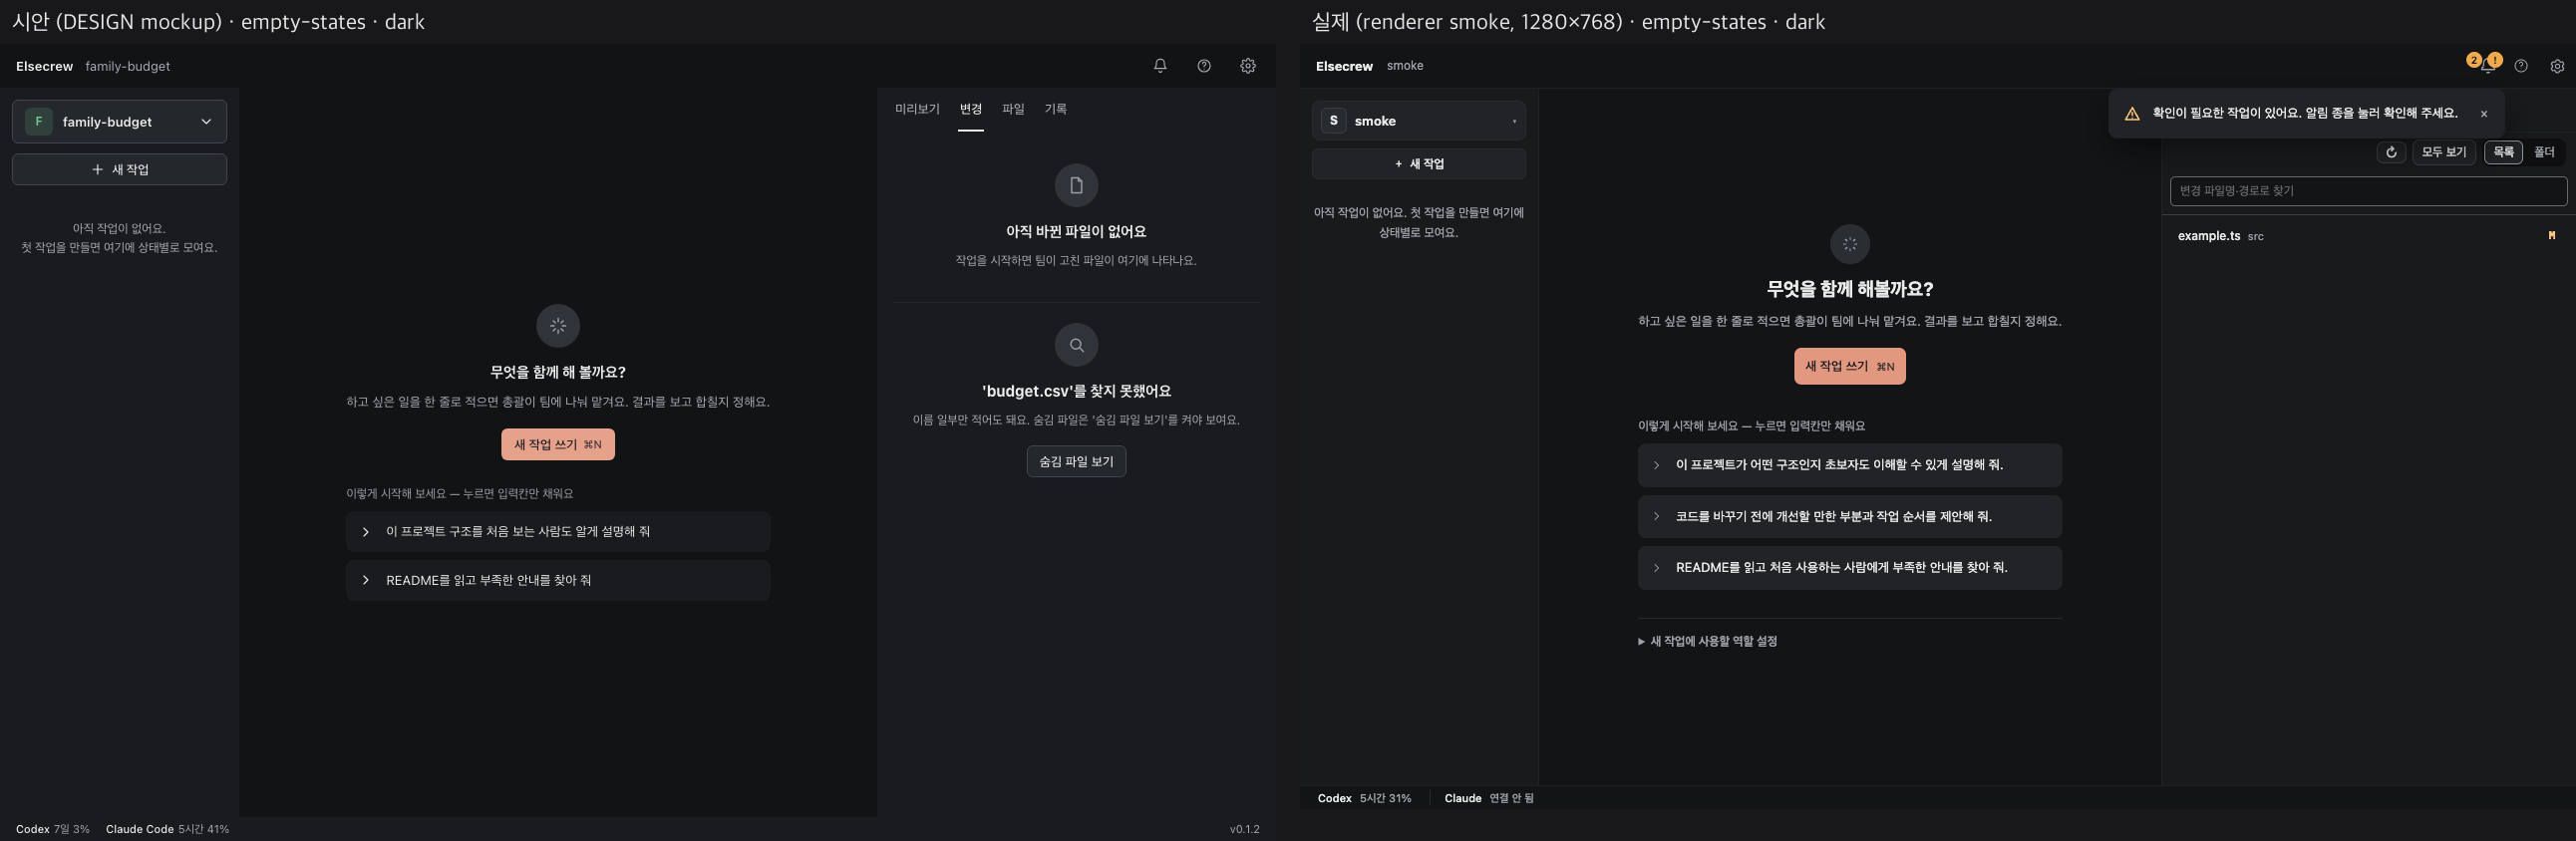 시안 (DESIGN mockup) · empty-states · dark
Elsecrew family-budget
F family-budget
+ 새 작업
아직 작업이 없어요.
첫 작업을 만들면 여기에 상태별로 모여요.
무엇을 함께 해 볼까요?
하고 싶은 일을 한 줄로 적으면 총괄이 팀에 나눠 맡겨요. 결과를 보고 합칠지 정해요.
새 작업 쓰기 ⌘N
이렇게 시작해 보세요 — 누르면 입력칸만 채워요
이 프로젝트 구조를 처음 보는 사람도 알게 설명해 줘
README를 읽고 부족한 안내를 찾아 줘
미리보기 변경 파일 기록
아직 바뀐 파일이 없어요
작업을 시작하면 팀이 고친 파일이 여기에 나타나요.
'budget.csv'를 찾지 못했어요
이름 일부만 적어도 돼요. 숨김 파일은 '숨김 파일 보기'를 켜야 보여요.
숨김 파일 보기
Codex 7일 3% Claude Code 5시간 41%
v0.1.2
실제 (renderer smoke, 1280×768) · empty-states · dark
Elsecrew smoke
2 !
확인이 필요한 작업이 있어요. 알림 종을 눌러 확인해 주세요. ×
S smoke
+ 새 작업
아직 작업이 없어요. 첫 작업을 만들면 여기에
상태별로 모여요.
무엇을 함께 해볼까요?
하고 싶은 일을 한 줄로 적으면 총괄이 팀에 나눠 맡겨요. 결과를 보고 합칠지 정해요.
새 작업 쓰기 ⌘N
이렇게 시작해 보세요 — 누르면 입력칸만 채워요
이 프로젝트가 어떤 구조인지 초보자도 이해할 수 있게 설명해 줘.
코드를 바꾸기 전에 개선할 만한 부분과 작업 순서를 제안해 줘.
README를 읽고 처음 사용하는 사람에게 부족한 안내를 찾아 줘.
▶ 새 작업에 사용할 역할 설정
모두 보기 목록 폴더
변경 파일명·경로로 찾기
example.ts src M
Codex 5시간 31% Claude 연결 안 됨